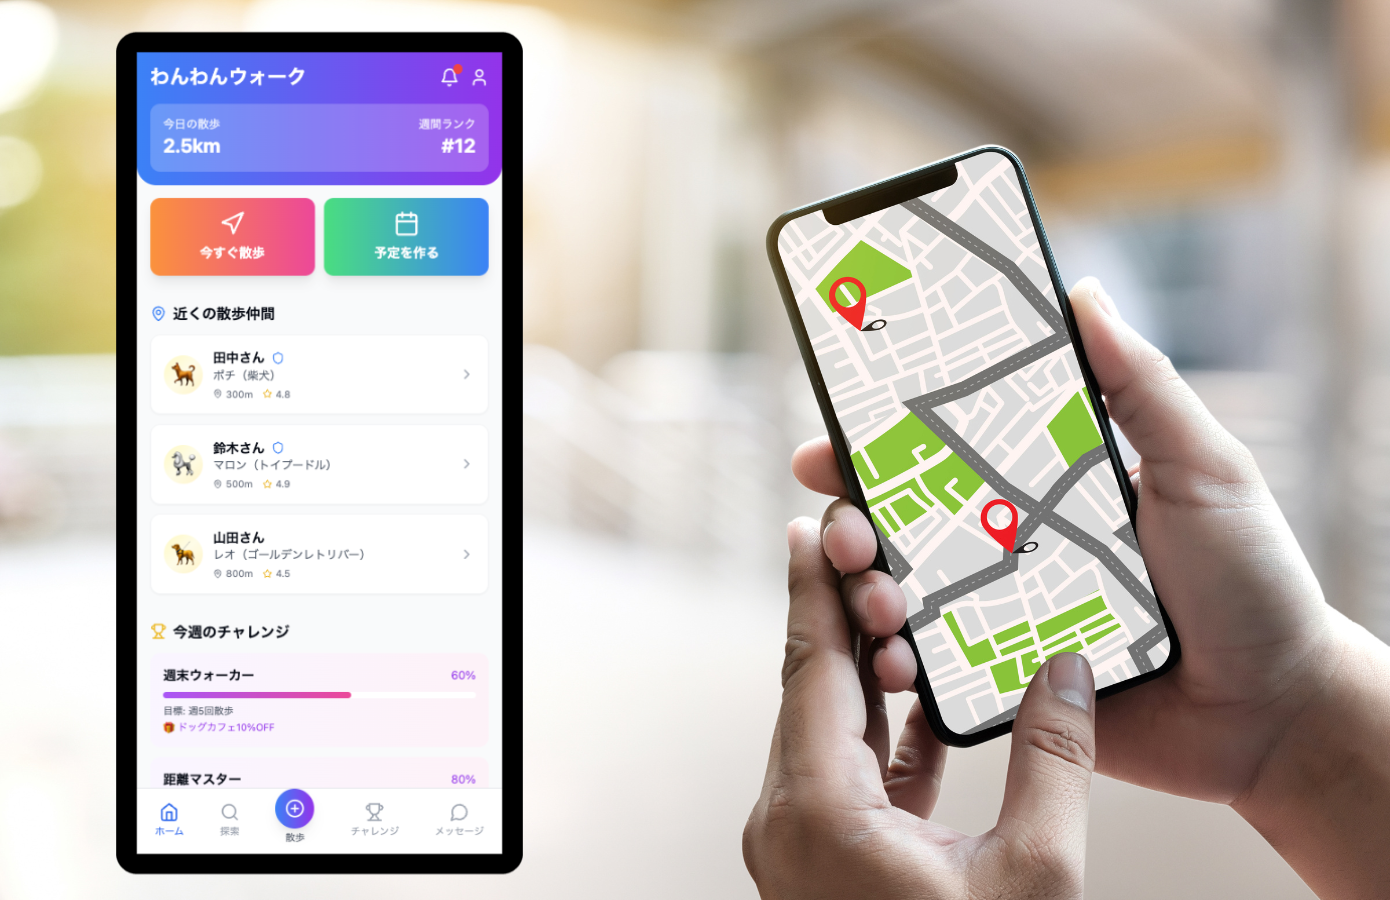 わんわんウォーク
今日の散歩
2.5km
週間ランク
#12
今すぐ散歩
予定を作る
近くの散歩仲間
田中さん
ポチ（柴犬）
300m 4.8
鈴木さん
マロン（トイプードル）
500m 4.9
山田さん
レオ（ゴールデンレトリバー）
800m 4.5
今週のチャレンジ
週末ウォーカー 60%
目標: 週5回散歩
ドッグカフェ10%OFF
距離マスター 80%
ホーム
探索
散歩
チャレンジ
メッセージ